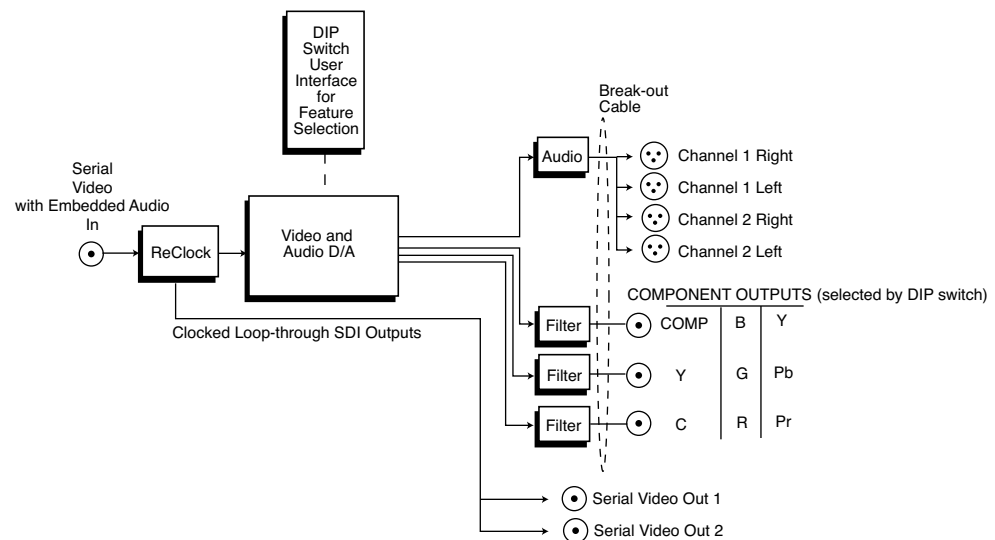 DIP
Switch
User
Interface
for
Feature
Selection
Break-out
Cable
Audio
Channel 1 Right
Channel 1 Left
Channel 2 Right
Channel 2 Left
Serial
Video
with Embedded Audio
In
ReClock
Video and
Audio D/A
Clocked Loop-through SDI Outputs
COMPONENT OUTPUTS (selected by DIP switch)
Filter COMP B Y
Filter Y G Pb
Filter C R Pr
Serial Video Out 1
Serial Video Out 2